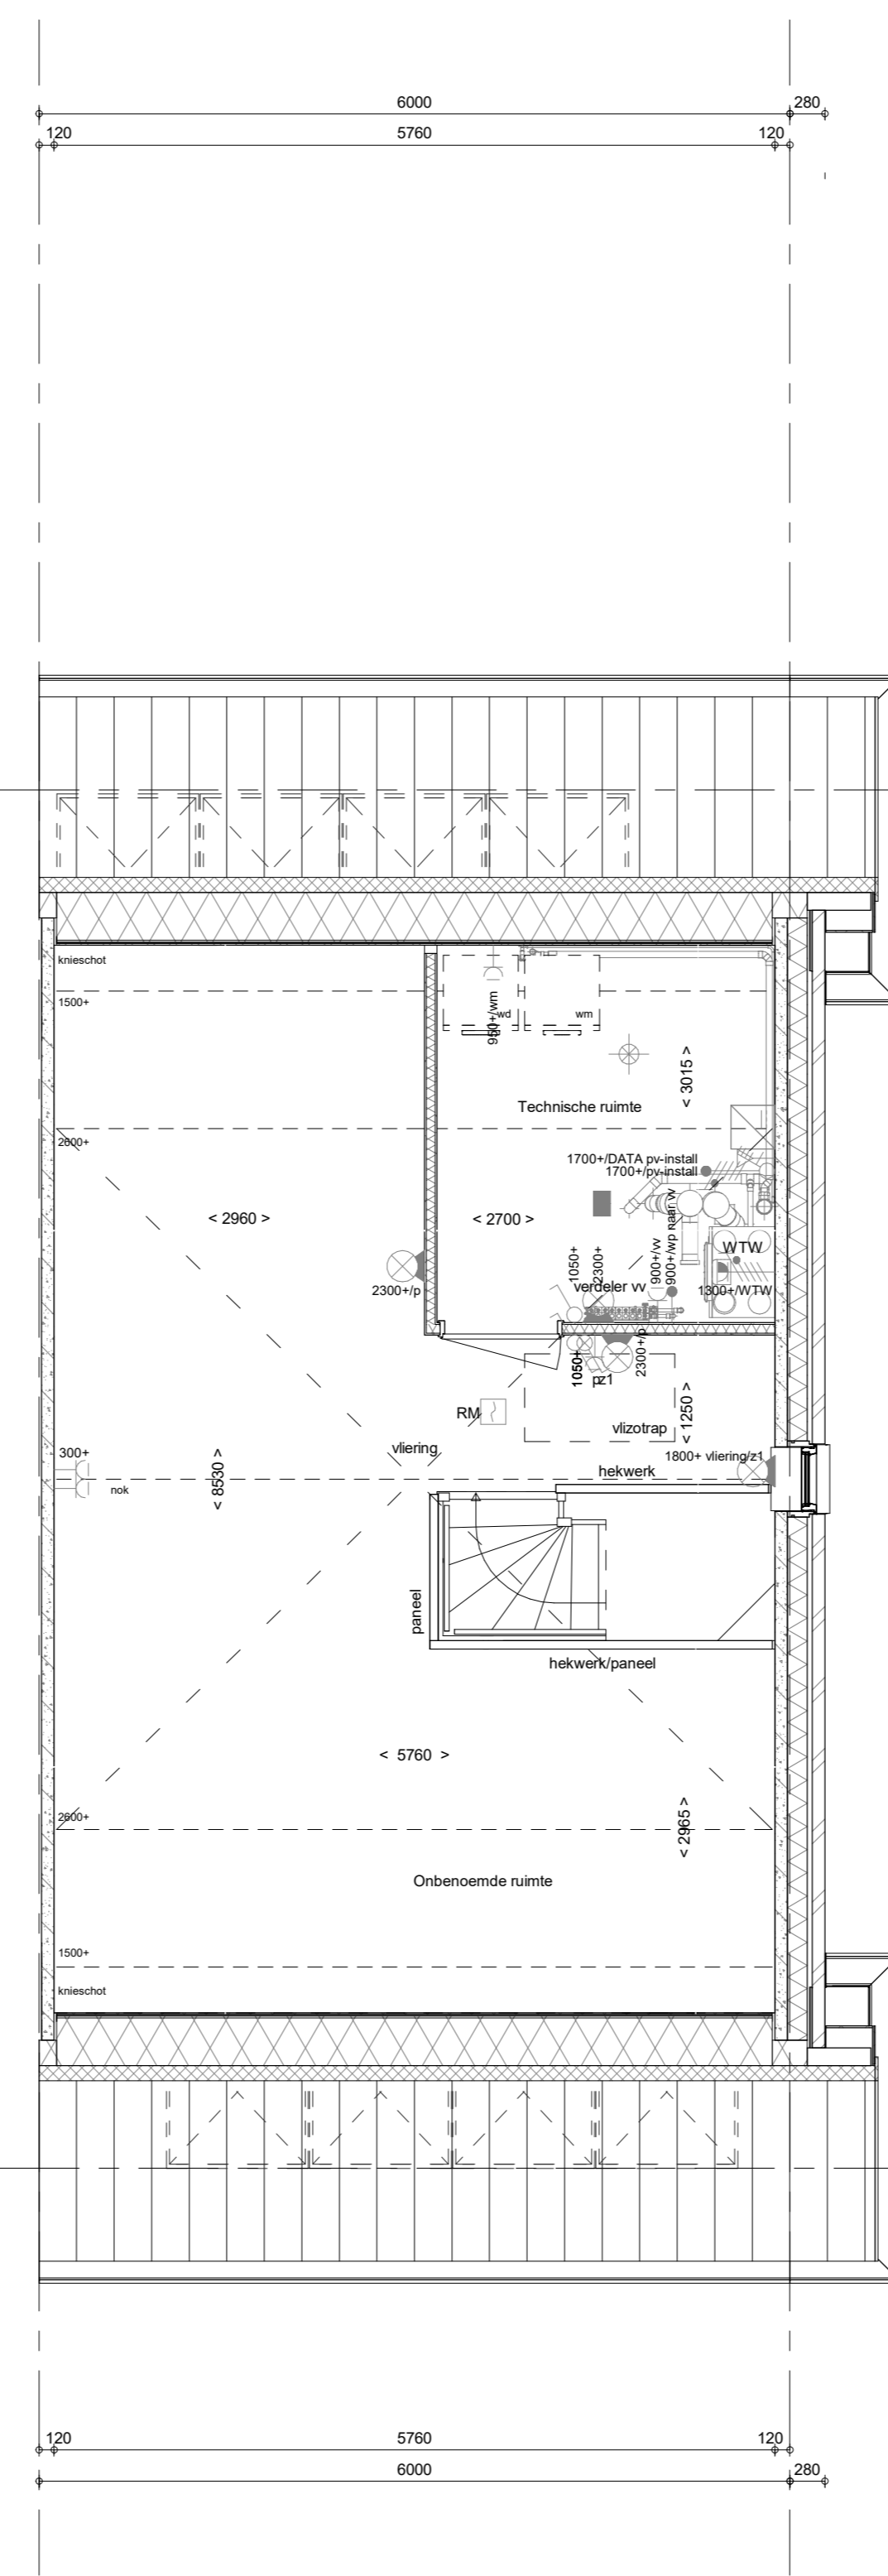 6000
280
120
5760
120
knieschot
1500+
950+/wm
wd
wm
< 3015 >
Technische ruimte
2600+
1700+/DATA pv-install
1700+/pv-install
< 2960 >
< 2700 >
WTW
1050+
2300+
900+/vv
900+/wp naar vv
verdeler vv
1300+/WTW
2300+/p
2300+/p
1050+
pz1
RM
< 1250 >
vlizotrap
vliering
300+
1800+ vliering/z1
nok
hekwerk
< 8530 >
paneel
hekwerk/paneel
< 5760 >
2600+
< 2965 >
Onbenoemde ruimte
1500+
knieschot
120
5760
120
6000
280